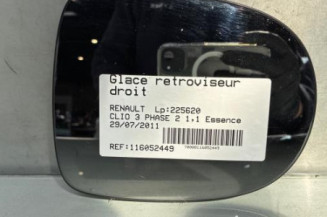 Glace retroviseur
droit
RENAULT Lp:225620
CLIO 3 PHASE 2 1.1 Essence
29/07/2011
REF:116052449